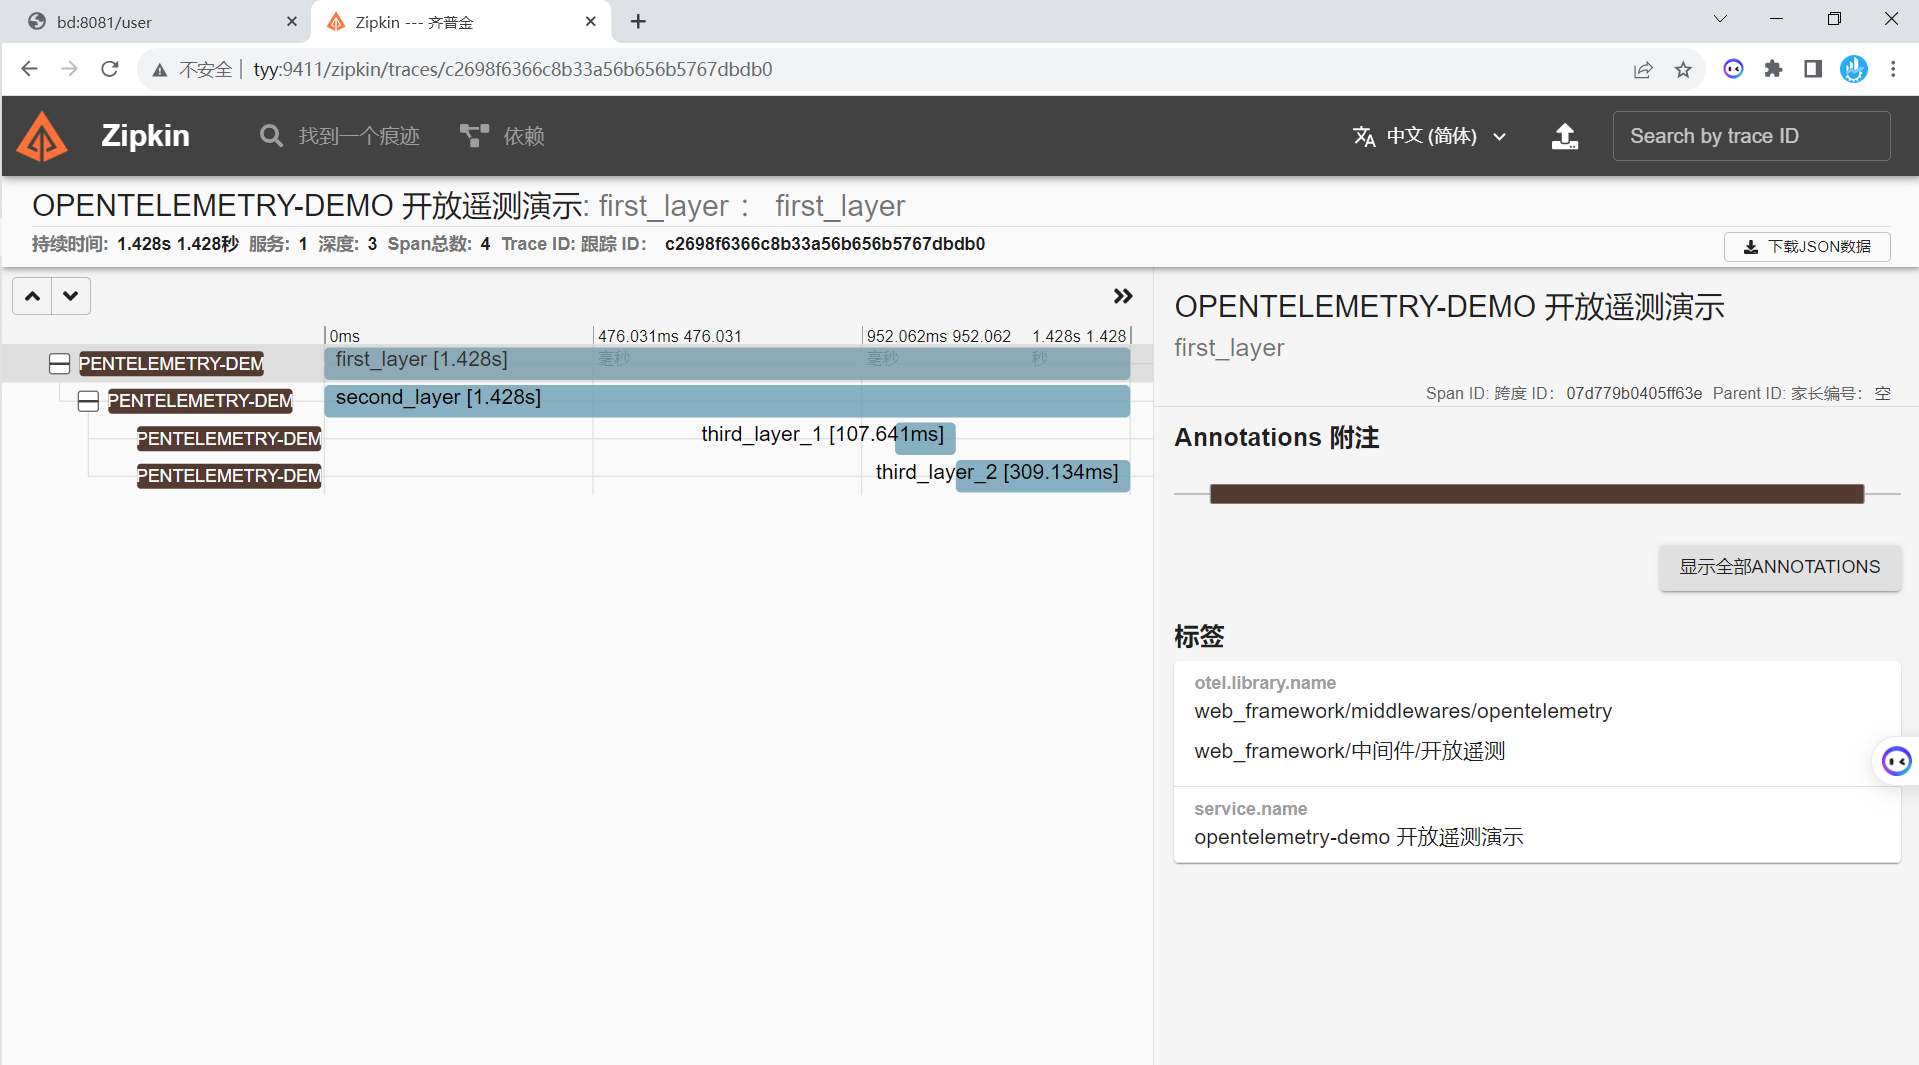 bd:8081/user
Zipkin --- 齐普金
不安全 | tyy:9411/zipkin/traces/c2698f6366c8b33a56b656b5767dbdb0
Zipkin
找到一个痕迹
依赖
中文 (简体)
Search by trace ID
OPENTELEMETRY-DEMO 开放遥测演示: first_layer ： first_layer
持续时间: 1.428s 1.428秒 服务: 1 深度: 3 Span总数: 4 Trace ID: 跟踪 ID： c2698f6366c8b33a56b656b5767dbdb0
下载JSON数据
0ms
476.031ms 476.031
毫秒
952.062ms 952.062
毫秒
1.428s 1.428
秒
PENTELEMETRY-DEM
first_layer [1.428s]
PENTELEMETRY-DEM
second_layer [1.428s]
PENTELEMETRY-DEM
third_layer_1 [107.641ms]
PENTELEMETRY-DEM
third_layer_2 [309.134ms]
OPENTELEMETRY-DEMO 开放遥测演示
first_layer
Span ID: 跨度 ID： 07d779b0405ff63e Parent ID: 家长编号： 空
Annotations 附注
显示全部ANNOTATIONS
标签
otel.library.name
web_framework/middlewares/opentelemetry
web_framework/中间件/开放遥测
service.name
opentelemetry-demo 开放遥测演示